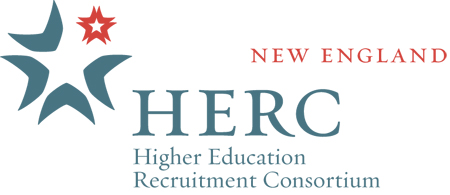 NEW ENGLAND
HERC
Higher Education
Recruitment Consortium